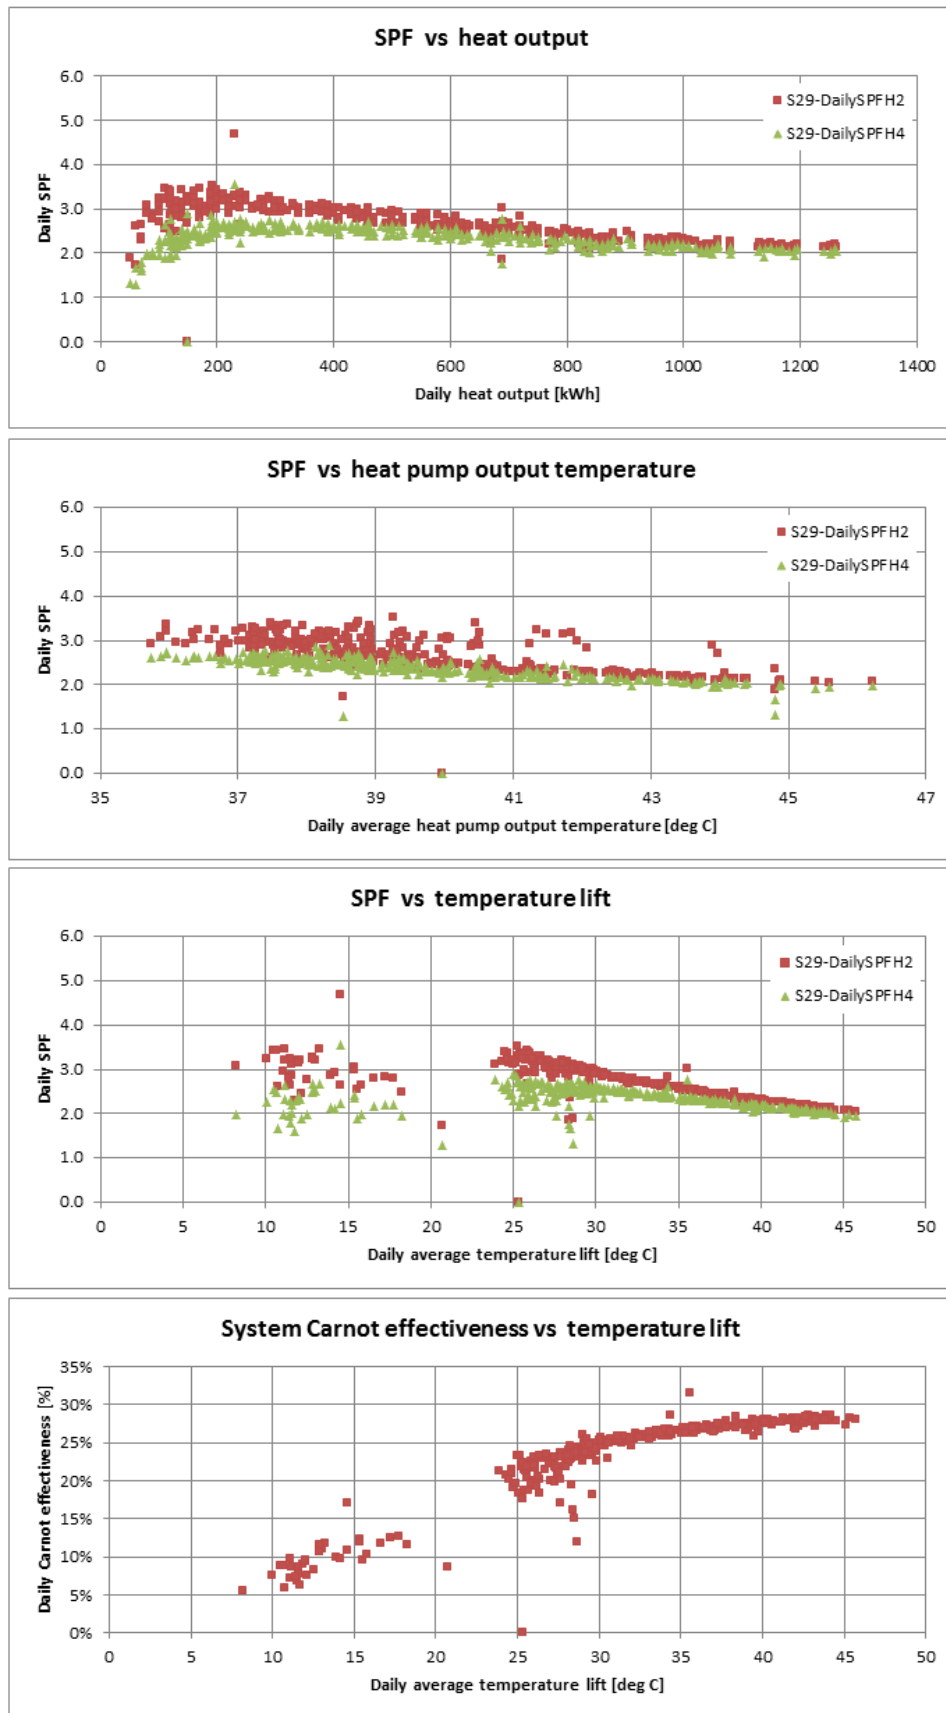 SPF vs heat output
6.0
S29-DailySPFH2
5.0
S29-DailySPFH4
4.0
3.0
2.0
1.0
0.0
Daily SPF
0 200 400 600 800 1000 1200 1400
Daily heat output [kWh]
SPF vs heat pump output temperature
6.0
S29-DailySPFH2
5.0
S29-DailySPFH4
4.0
3.0
2.0
1.0
0.0
Daily SPF
35 37 39 41 43 45 47
Daily average heat pump output temperature [deg C]
SPF vs temperature lift
6.0
S29-DailySPFH2
5.0
S29-DailySPFH4
4.0
3.0
2.0
1.0
0.0
Daily SPF
0 5 10 15 20 25 30 35 40 45 50
Daily average temperature lift [deg C]
System Carnot effectiveness vs temperature lift
35%
30%
25%
20%
15%
10%
5%
0%
Daily Carnot effectiveness [%]
0 5 10 15 20 25 30 35 40 45 50
Daily average temperature lift [deg C]